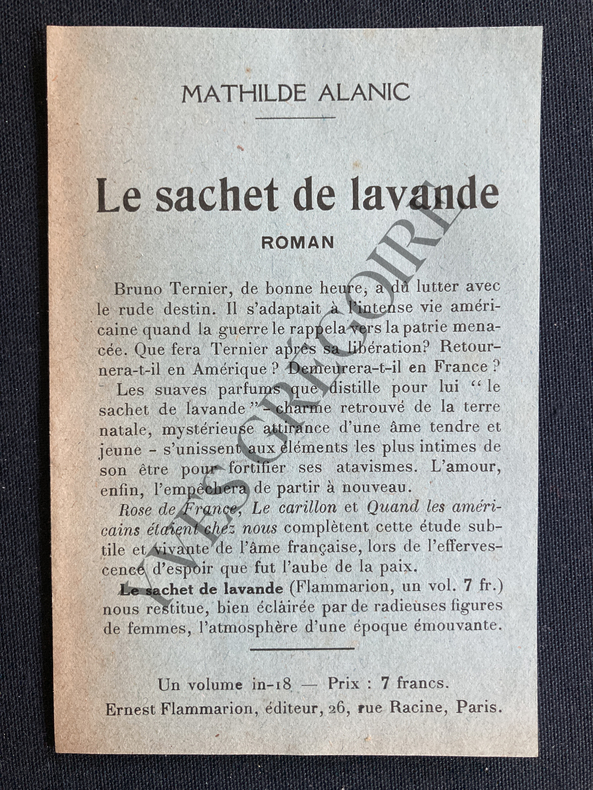 MATHILDE ALANIC
Le sachet de lavande
ROMAN
Bruno Ternier, de bonne heure, a dû lutter avec
le rude destin. Il s'adaptait à l'intense vie améri-
caine quand la guerre le rappela vers la patrie mena-
cée. Que fera Ternier après sa libération? Retour-
nera-t-il en Amérique? Demeurera-t-il en France?
Les suaves parfums que distille pour lui "le
sachet de lavande" - charme retrouvé de la terre
natale, mystérieuse attirance d'une âme tendre et
jeune - s'unissent aux éléments les plus intimes de
son être pour fortifier ses atavismes. L'amour,
enfin, l'empêchera de partir à nouveau.
Rose de France, Le carillon et Quand les améri-
cains étaient chez nous complètent cette étude sub-
tile et vivante de l'âme française, lors de l'efferves-
cence d'espoir que fut l'aube de la paix.
Le sachet de lavande (Flammarion, un vol. 7 fr.)
nous restitue, bien éclairée par de radieuses figures
de femmes, l'atmosphère d'une époque émouvante.
Un volume in-18 — Prix : 7 francs.
Ernest Flammarion, éditeur, 26, rue Racine, Paris.
YVES GRÉGOIRE